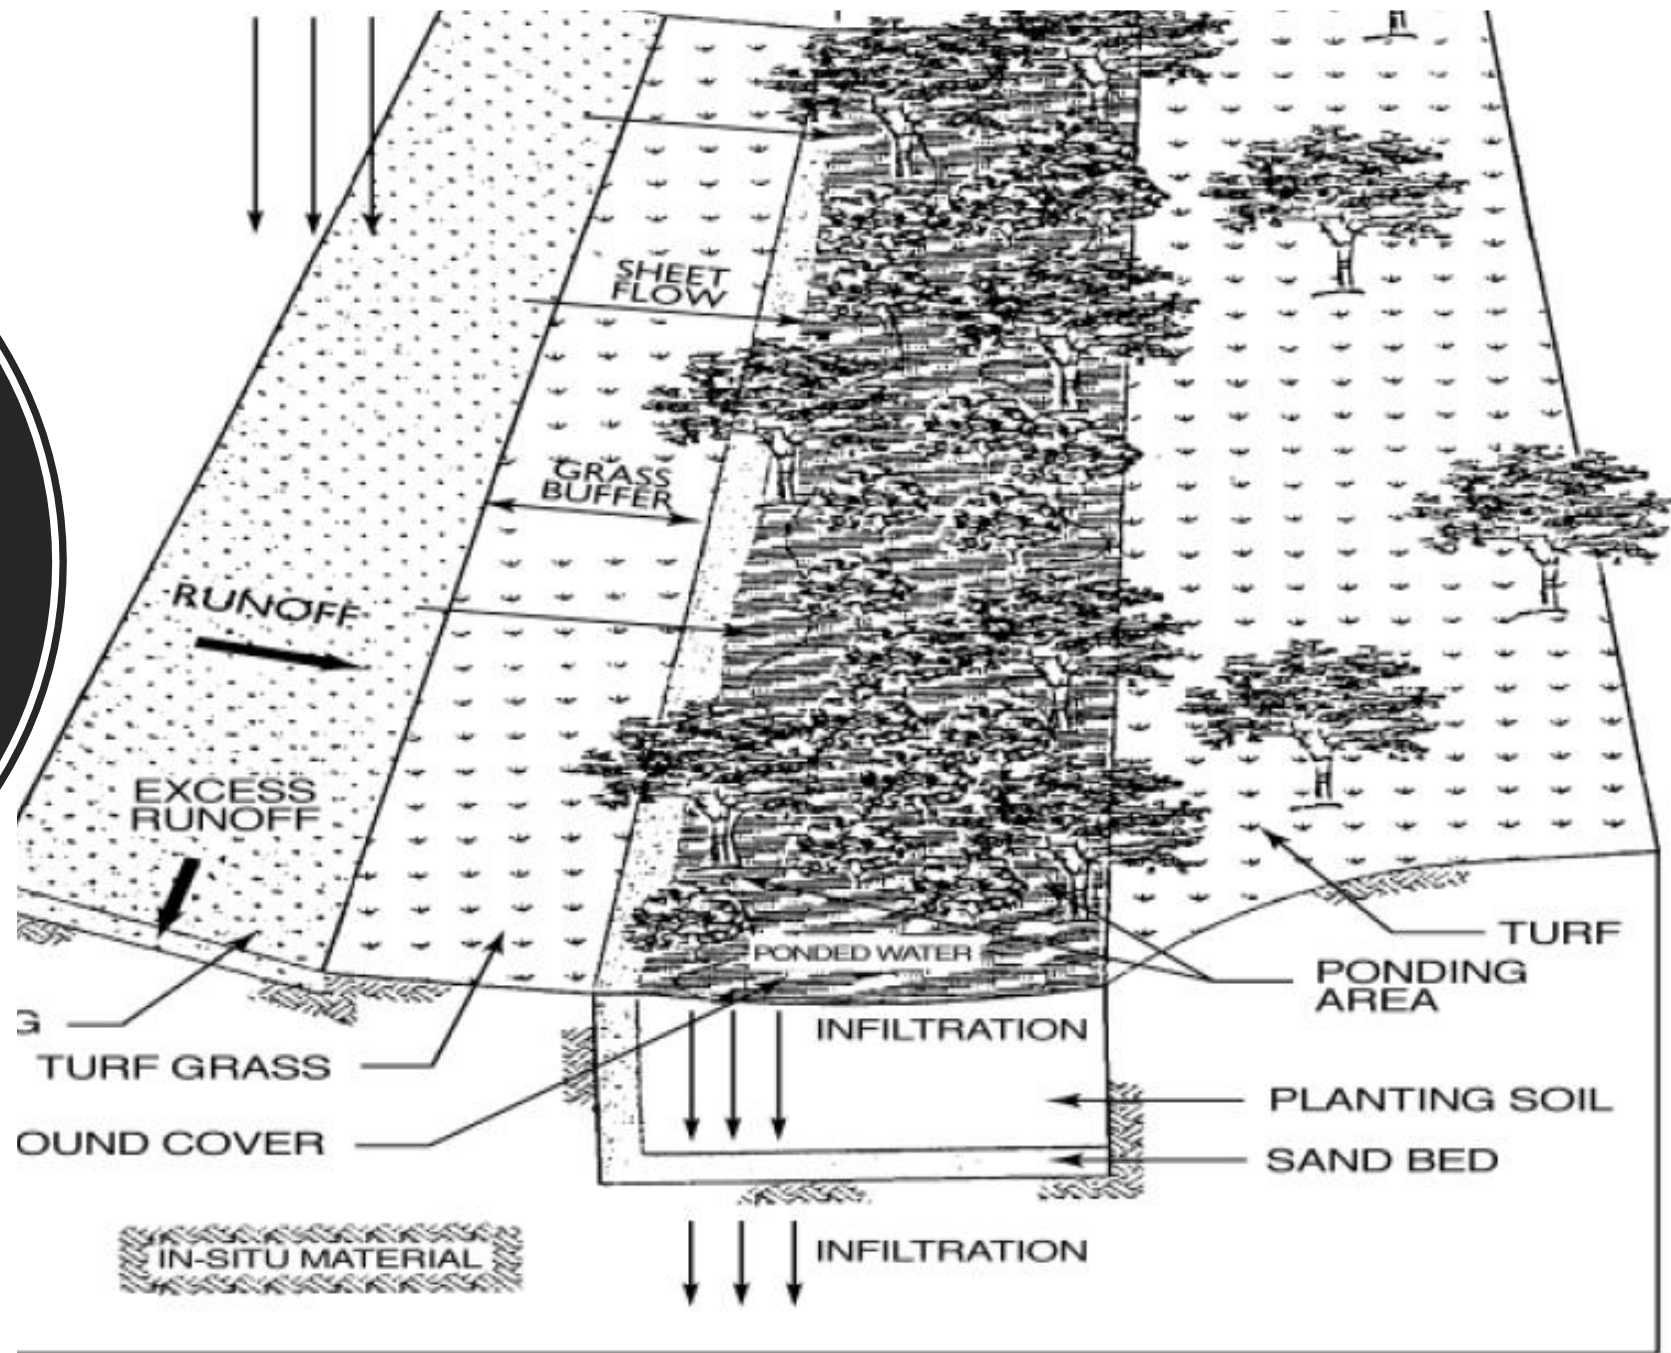 SHEET
FLOW
GRASS
BUFFER
RUNOFF
EXCESS
RUNOFF
PONDED WATER
TURF
PONDING
AREA
G
INFILTRATION
TURF GRASS
PLANTING SOIL
OUND COVER
SAND BED
IN-SITU MATERIAL
INFILTRATION